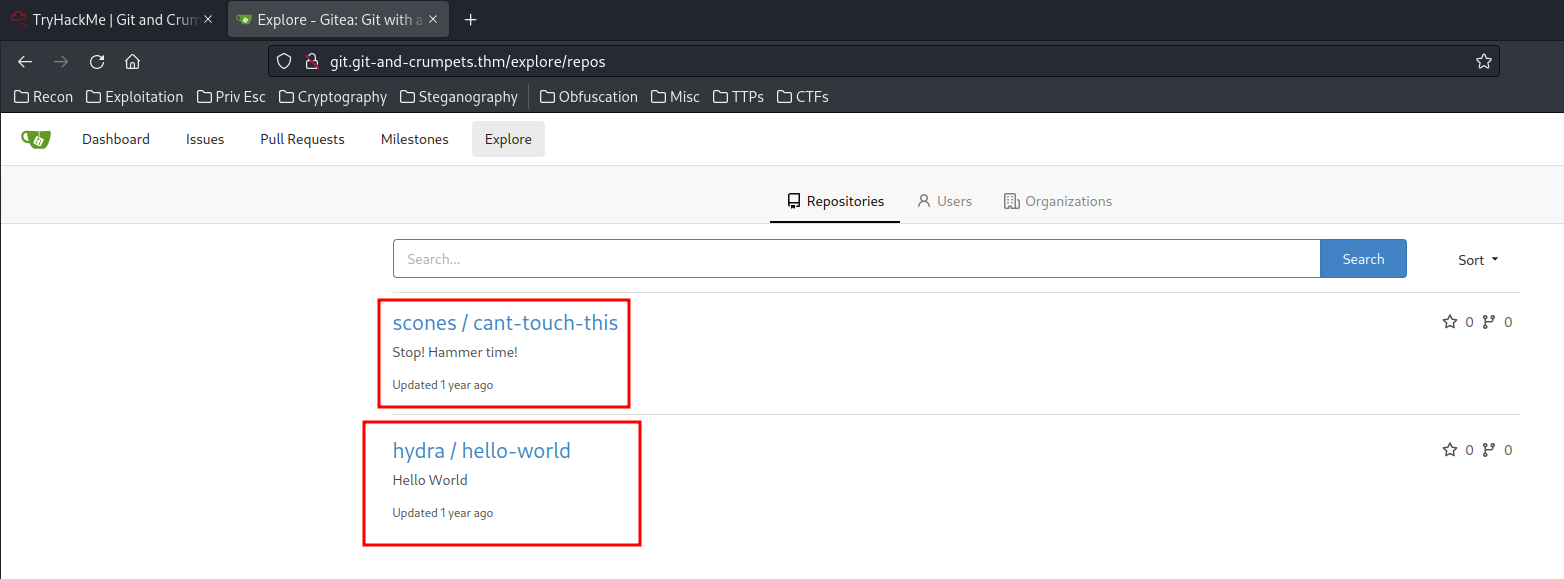 TryHackMe | Git and Crum
Explore - Gitea: Git with a
git.git-and-crumpets.thm/explore/repos
Recon Exploitation Priv Esc Cryptography Steganography Obfuscation Misc TTPs CTFs
Dashboard Issues Pull Requests Milestones Explore
Repositories Users Organizations
Search... Search Sort
scones / cant-touch-this 0 0
Stop! Hammer time!
Updated 1 year ago
hydra / hello-world 0 0
Hello World
Updated 1 year ago